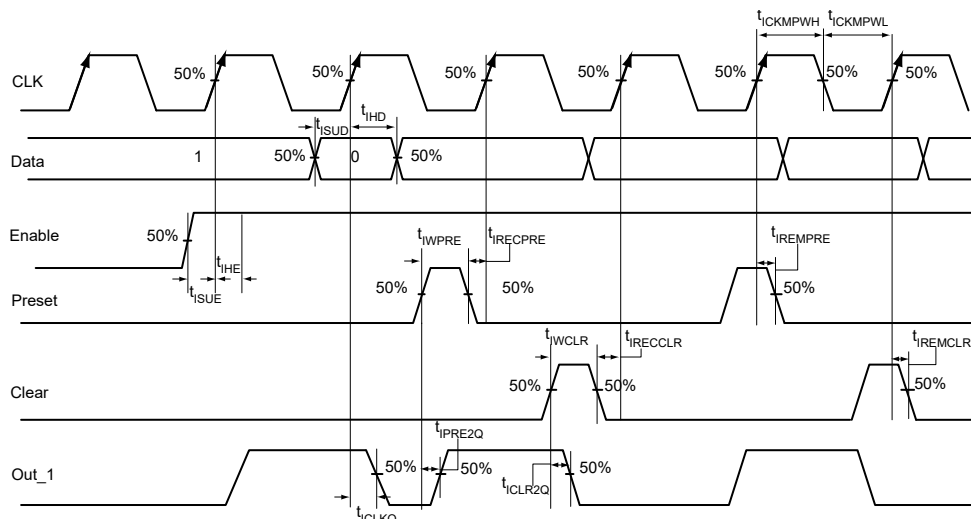 tICKMPWH tICKMPWL
CLK 50% 50% 50% 50% 50% 50% 50%
tISUD tIHD
Data 1 50% 0 50%
Enable 50%
tIHE
tISUE
tIWPRE tIRECPRE tIREMPRE
Preset 50% 50% 50%
tIWCLR tIRECCLR tIREMCLR
Clear 50% 50% 50%
tIPRE2Q
Out_1 50% 50% 50%
tICLR2Q
tICLKQ